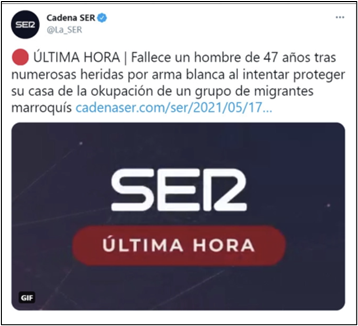 SER
Cadena SER
@La_SER
🔴 ÚLTIMA HORA | Fallece un hombre de 47 años tras
numerosas heridas por arma blanca al intentar proteger
su casa de la okupación de un grupo de migrantes
marroquís cadenaser.com/ser/2021/05/17...
SER
ÚLTIMA HORA
GIF